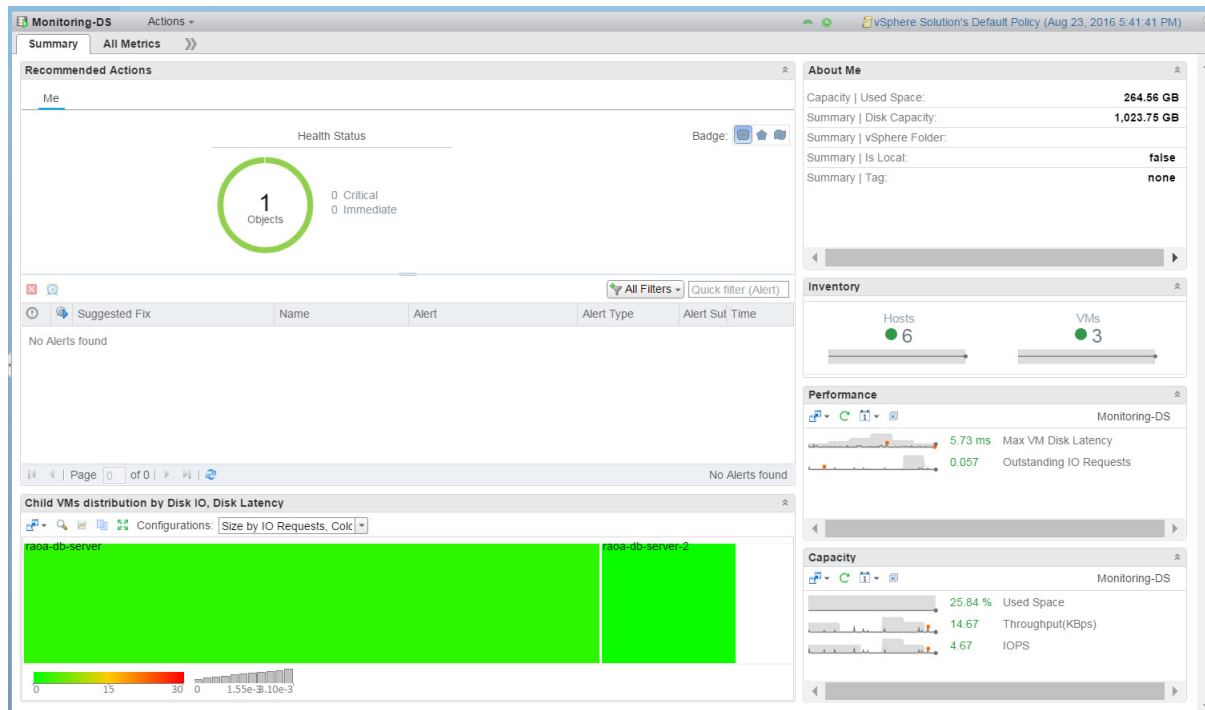 Monitoring-DS Actions vSphere Solution's Default Policy (Aug 23, 2016 5:41:41 PM)
Summary All Metrics
Recommended Actions
Me
Health Status Badge:
1
Objects
0 Critical
0 Immediate
All Filters Quick filter (Alert)
Suggested Fix Name Alert Alert Type Alert Sul Time
No Alerts found
Page 0 of 0 No Alerts found
Child VMs distribution by Disk IO, Disk Latency
Configurations: Size by IO Requests, Colc
raoa-db-server raoa-db-server-2
0 15 30 0 1.55e-3 3.10e-3
About Me
Capacity | Used Space: 264.56 GB
Summary | Disk Capacity: 1,023.75 GB
Summary | vSphere Folder:
Summary | Is Local: false
Summary | Tag: none
Inventory
Hosts VMs
6 3
Performance
1 Monitoring-DS
5.73 ms Max VM Disk Latency
0.057 Outstanding IO Requests
Capacity
1 Monitoring-DS
25.84 % Used Space
14.67 Throughput(KBps)
4.67 IOPS